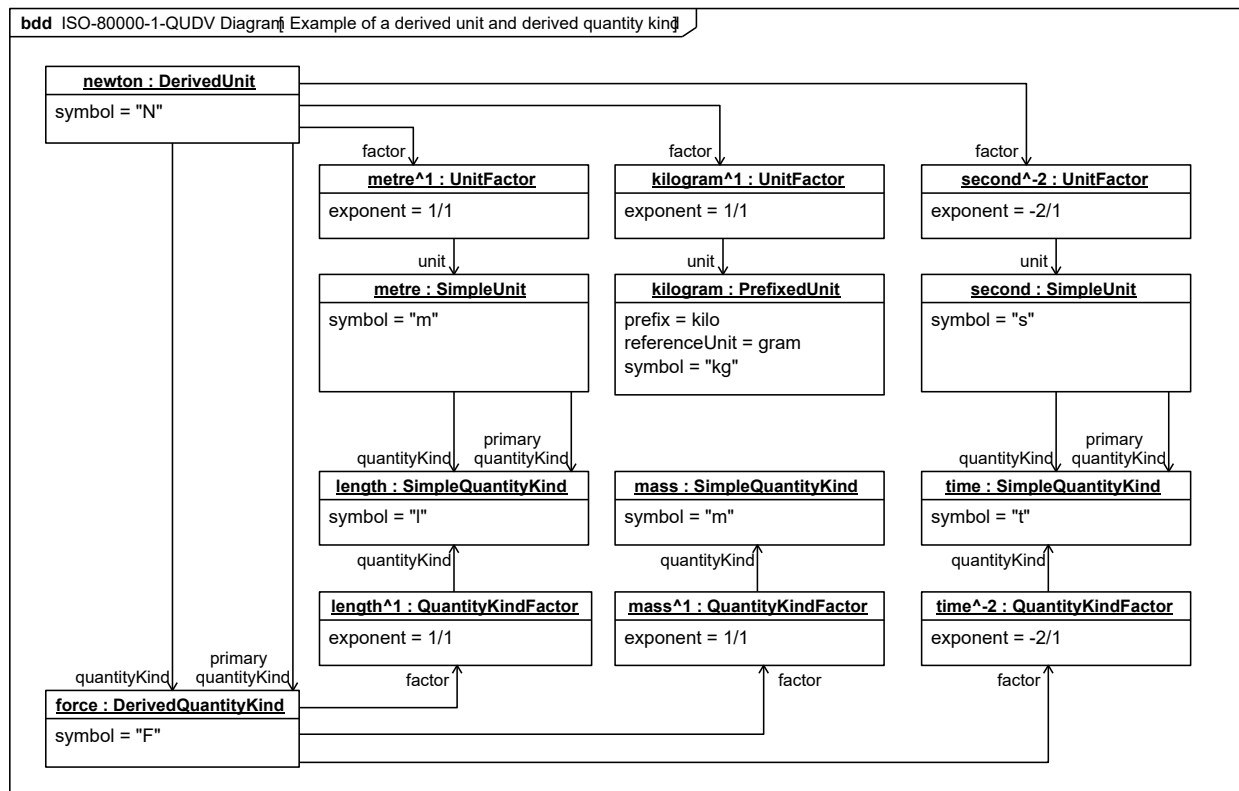 bdd ISO-80000-1-QUDV Diagram[ Example of a derived unit and derived quantity kind]
newton : DerivedUnit
symbol = "N"
factor
factor
factor
metre^1 : UnitFactor
exponent = 1/1
kilogram^1 : UnitFactor
exponent = 1/1
second^-2 : UnitFactor
exponent = -2/1
unit
unit
unit
metre : SimpleUnit
symbol = "m"
kilogram : PrefixedUnit
prefix = kilo
referenceUnit = gram
symbol = "kg"
second : SimpleUnit
symbol = "s"
quantityKind
primary
quantityKind
quantityKind
primary
quantityKind
length : SimpleQuantityKind
symbol = "l"
mass : SimpleQuantityKind
symbol = "m"
time : SimpleQuantityKind
symbol = "t"
quantityKind
quantityKind
quantityKind
length^1 : QuantityKindFactor
exponent = 1/1
mass^1 : QuantityKindFactor
exponent = 1/1
time^-2 : QuantityKindFactor
exponent = -2/1
quantityKind
primary
quantityKind
factor
factor
factor
force : DerivedQuantityKind
symbol = "F"